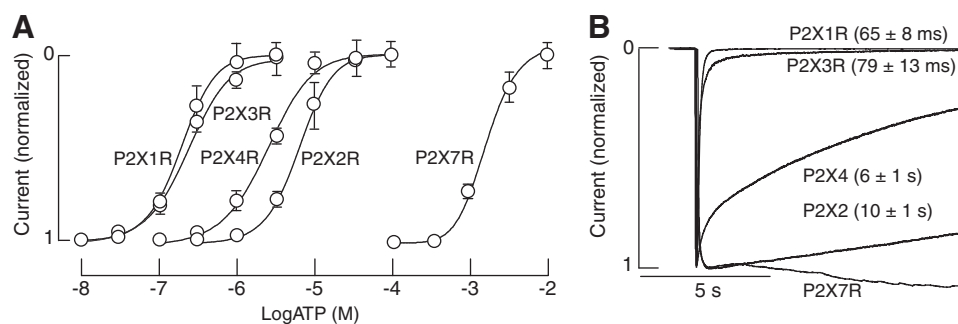 A
Current (normalized)
0
1
P2X1R
P2X3R
P2X4R
P2X2R
P2X7R
-8 -7 -6 -5 -4 -3 -2
LogATP (M)
B
Current (normalized)
0
1
P2X1R (65 ± 8 ms)
P2X3R (79 ± 13 ms)
P2X4 (6 ± 1 s)
P2X2 (10 ± 1 s)
P2X7R
5 s